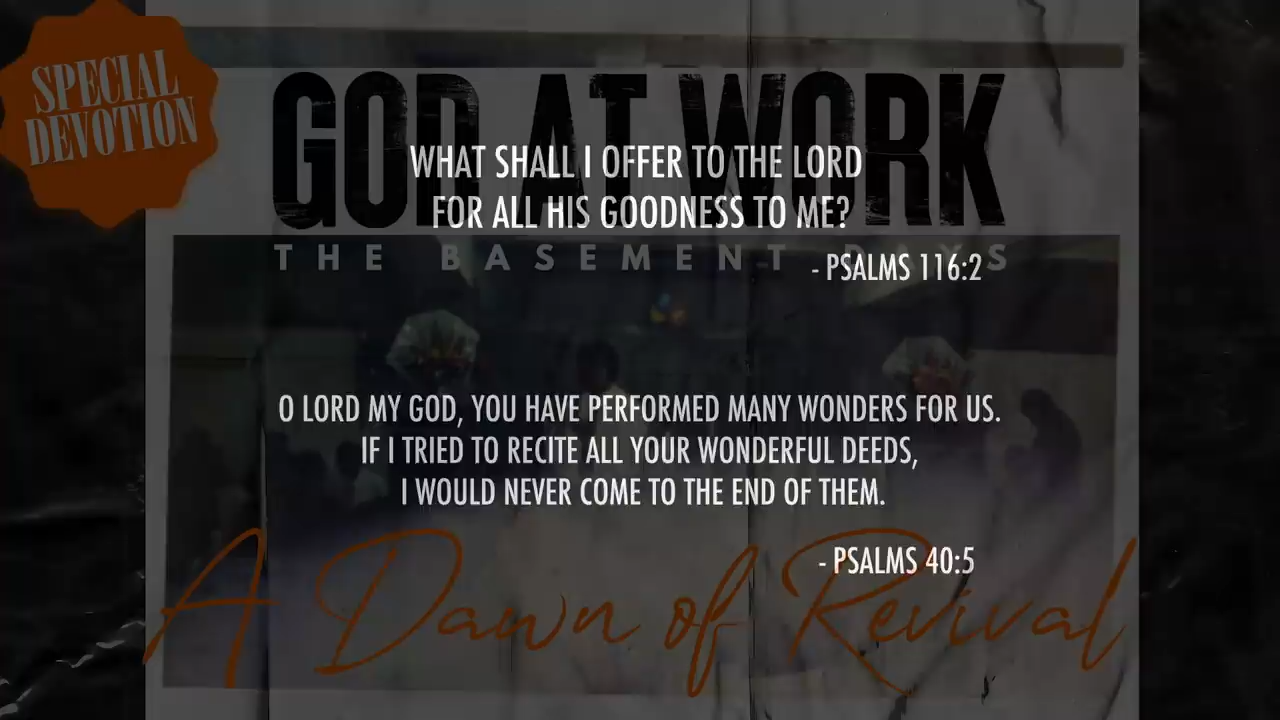 SPECIAL
DEVOTION
GOD AT WORK
WHAT SHALL I OFFER TO THE LORD
FOR ALL HIS GOODNESS TO ME?
THE BASEMENT DAYS
- PSALMS 116:2
O LORD MY GOD, YOU HAVE PERFORMED MANY WONDERS FOR US.
IF I TRIED TO RECITE ALL YOUR WONDERFUL DEEDS,
I WOULD NEVER COME TO THE END OF THEM.
- PSALMS 40:5
A Dawn of Revival